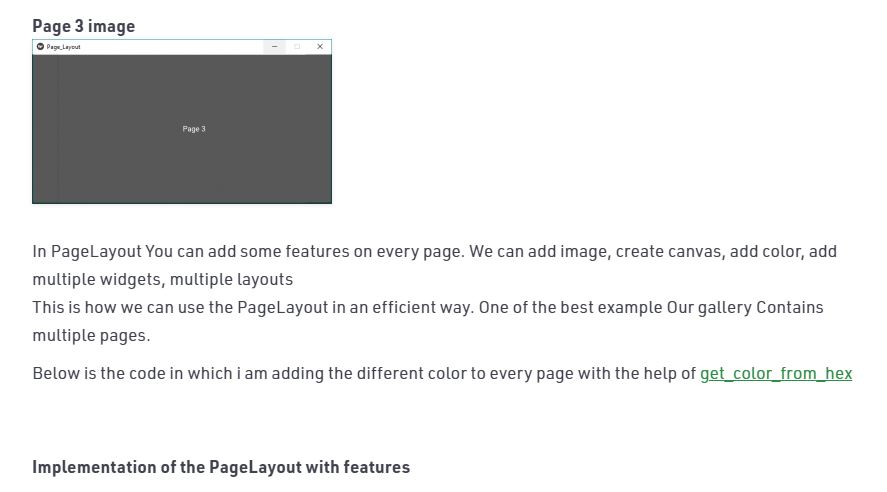 Page 3 image
Page_Layout
Page 3
In PageLayout You can add some features on every page. We can add image, create canvas, add color, add
multiple widgets, multiple layouts
This is how we can use the PageLayout in an efficient way. One of the best example Our gallery Contains
multiple pages.
Below is the code in which i am adding the different color to every page with the help of get_color_from_hex
Implementation of the PageLayout with features